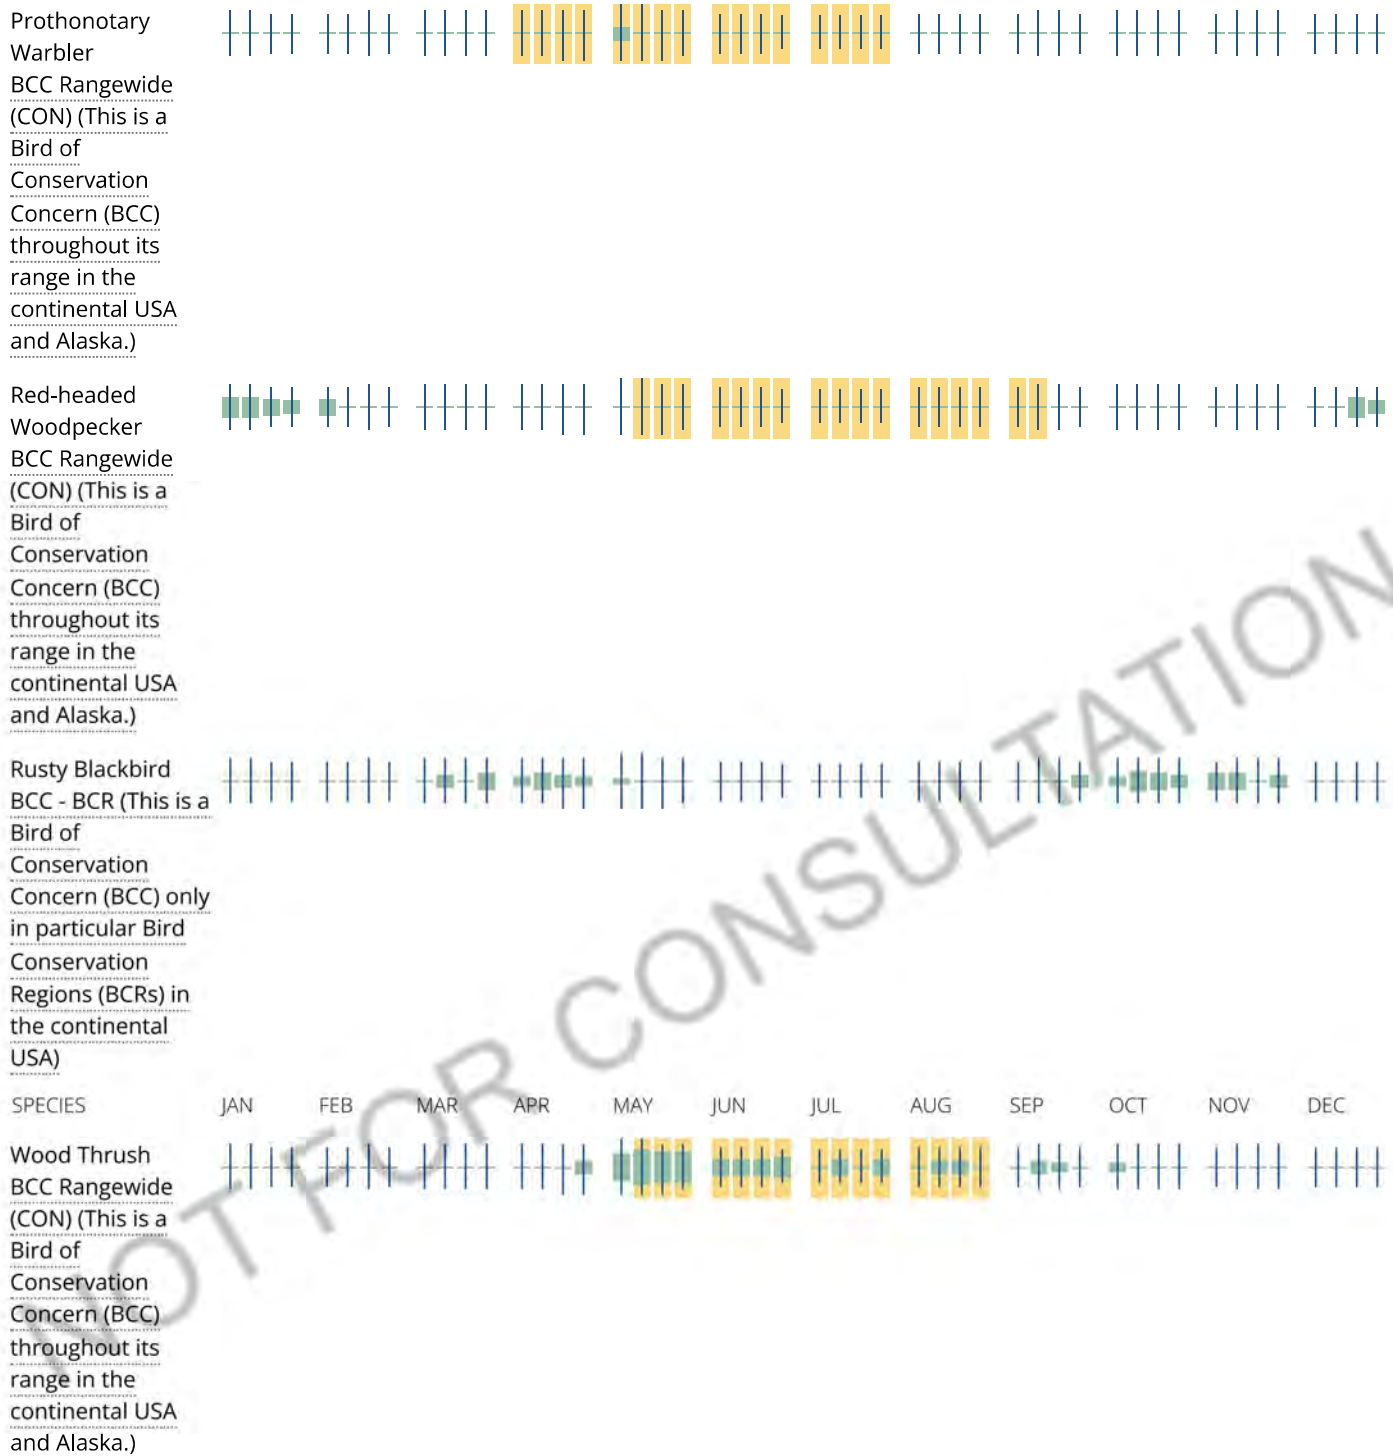 Prothonotary
Warbler
BCC Rangewide
(CON) (This is a
Bird of
Conservation
Concern (BCC)
throughout its
range in the
continental USA
and Alaska.)
Red-headed
Woodpecker
BCC Rangewide
(CON) (This is a
Bird of
Conservation
Concern (BCC)
throughout its
range in the
continental USA
and Alaska.)
Rusty Blackbird
BCC - BCR (This is a
Bird of
Conservation
Concern (BCC) only
in particular Bird
Conservation
Regions (BCRs) in
the continental
USA)
SPECIES JAN FEB MAR APR MAY JUN JUL AUG SEP OCT NOV DEC
Wood Thrush
BCC Rangewide
(CON) (This is a
Bird of
Conservation
Concern (BCC)
throughout its
range in the
continental USA
and Alaska.)
NOT FOR CONSULTATION